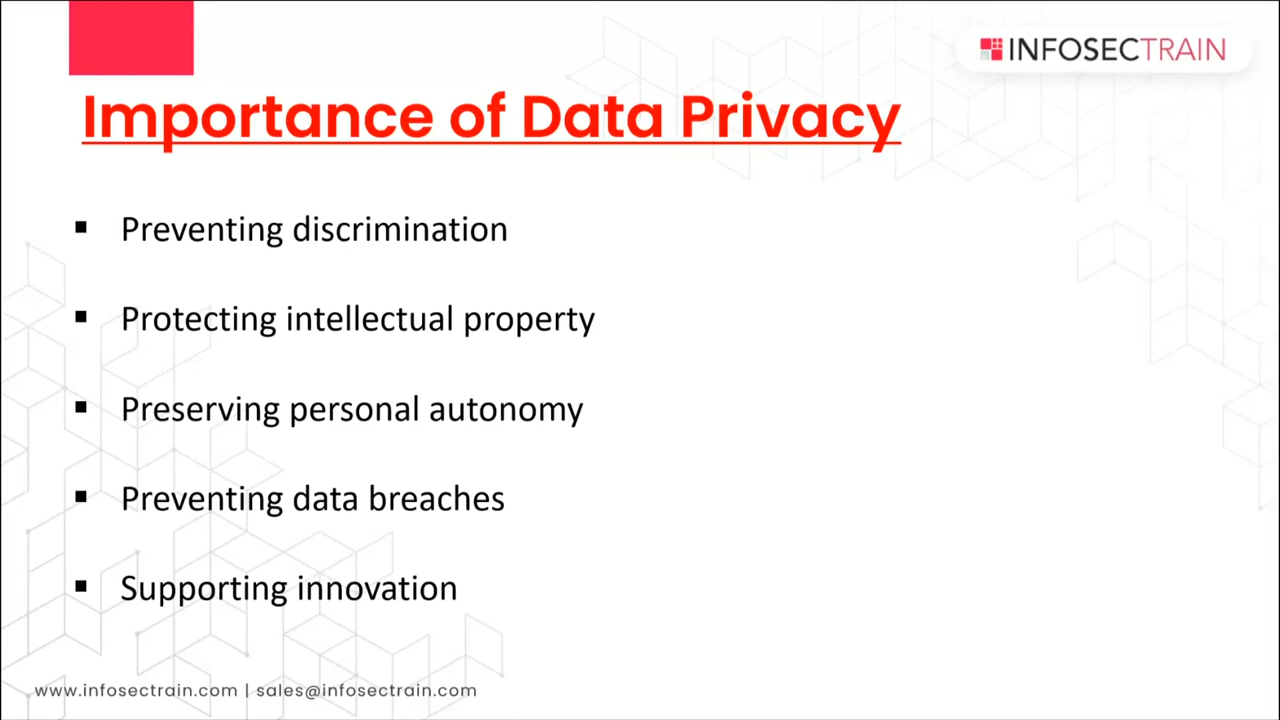 INFOSECTRAIN
Importance of Data Privacy
▪ Preventing discrimination
▪ Protecting intellectual property
▪ Preserving personal autonomy
▪ Preventing data breaches
▪ Supporting innovation
www.infosectrain.com | sales@infosectrain.com